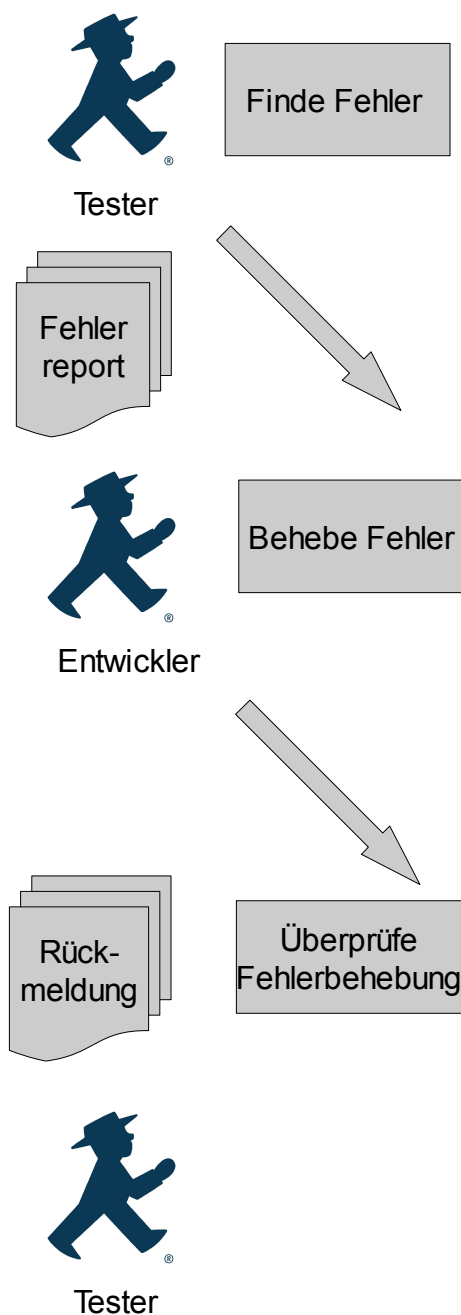 Finde Fehler
®
Tester
Fehler
report
Behebe Fehler
®
Entwickler
Rück-
meldung
Überprüfe
Fehlerbehebung
®
Tester